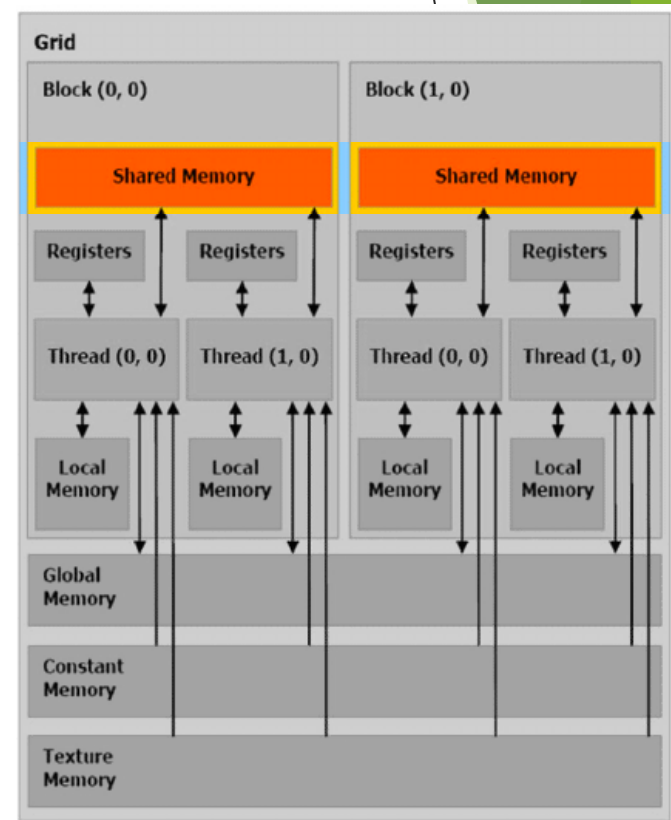 Grid
Block (0, 0)
Block (1, 0)
Shared Memory
Shared Memory
Registers
Registers
Registers
Registers
Thread (0, 0)
Thread (1, 0)
Thread (0, 0)
Thread (1, 0)
Local
Memory
Local
Memory
Local
Memory
Local
Memory
Global
Memory
Constant
Memory
Texture
Memory